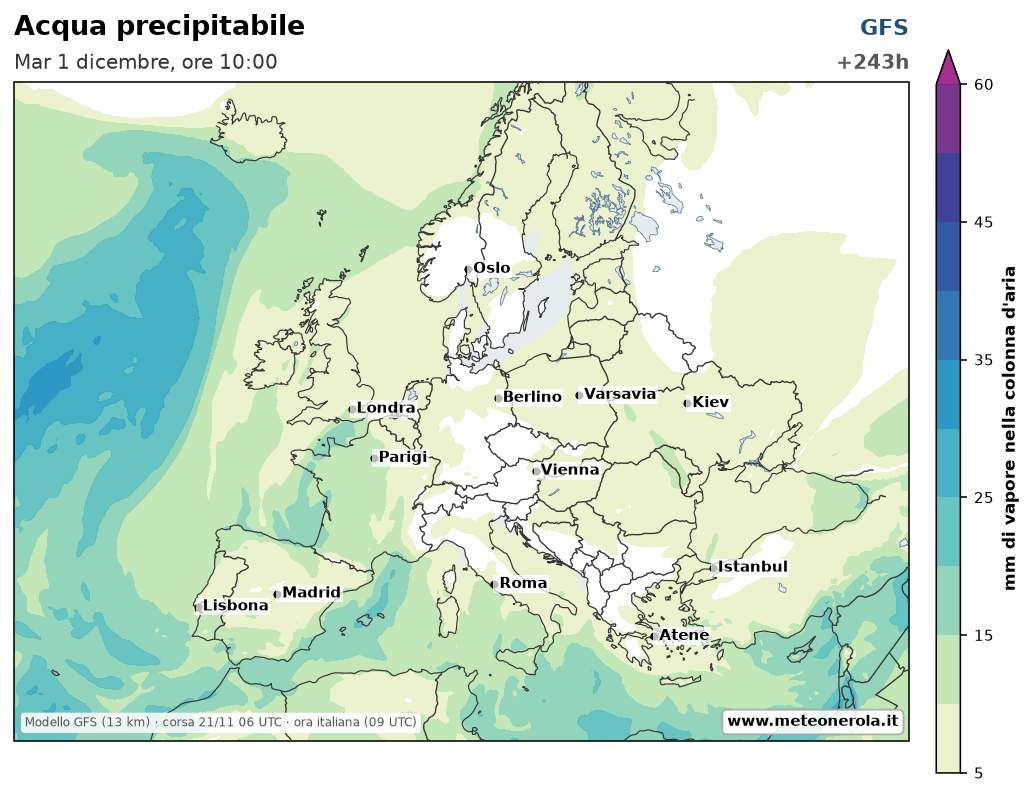 Acqua precipitabile
GFS
Mar 1 dicembre, ore 10:00
+243h
60
45
35
25
15
5
mm di vapore nella colonna d'aria
Oslo
Berlino
Varsavia
Kiev
Londra
Parigi
Vienna
Istanbul
Roma
Madrid
Lisbona
Atene
Modello GFS (13 km) · corsa 21/11 06 UTC · ora italiana (09 UTC)
www.meteonerola.it